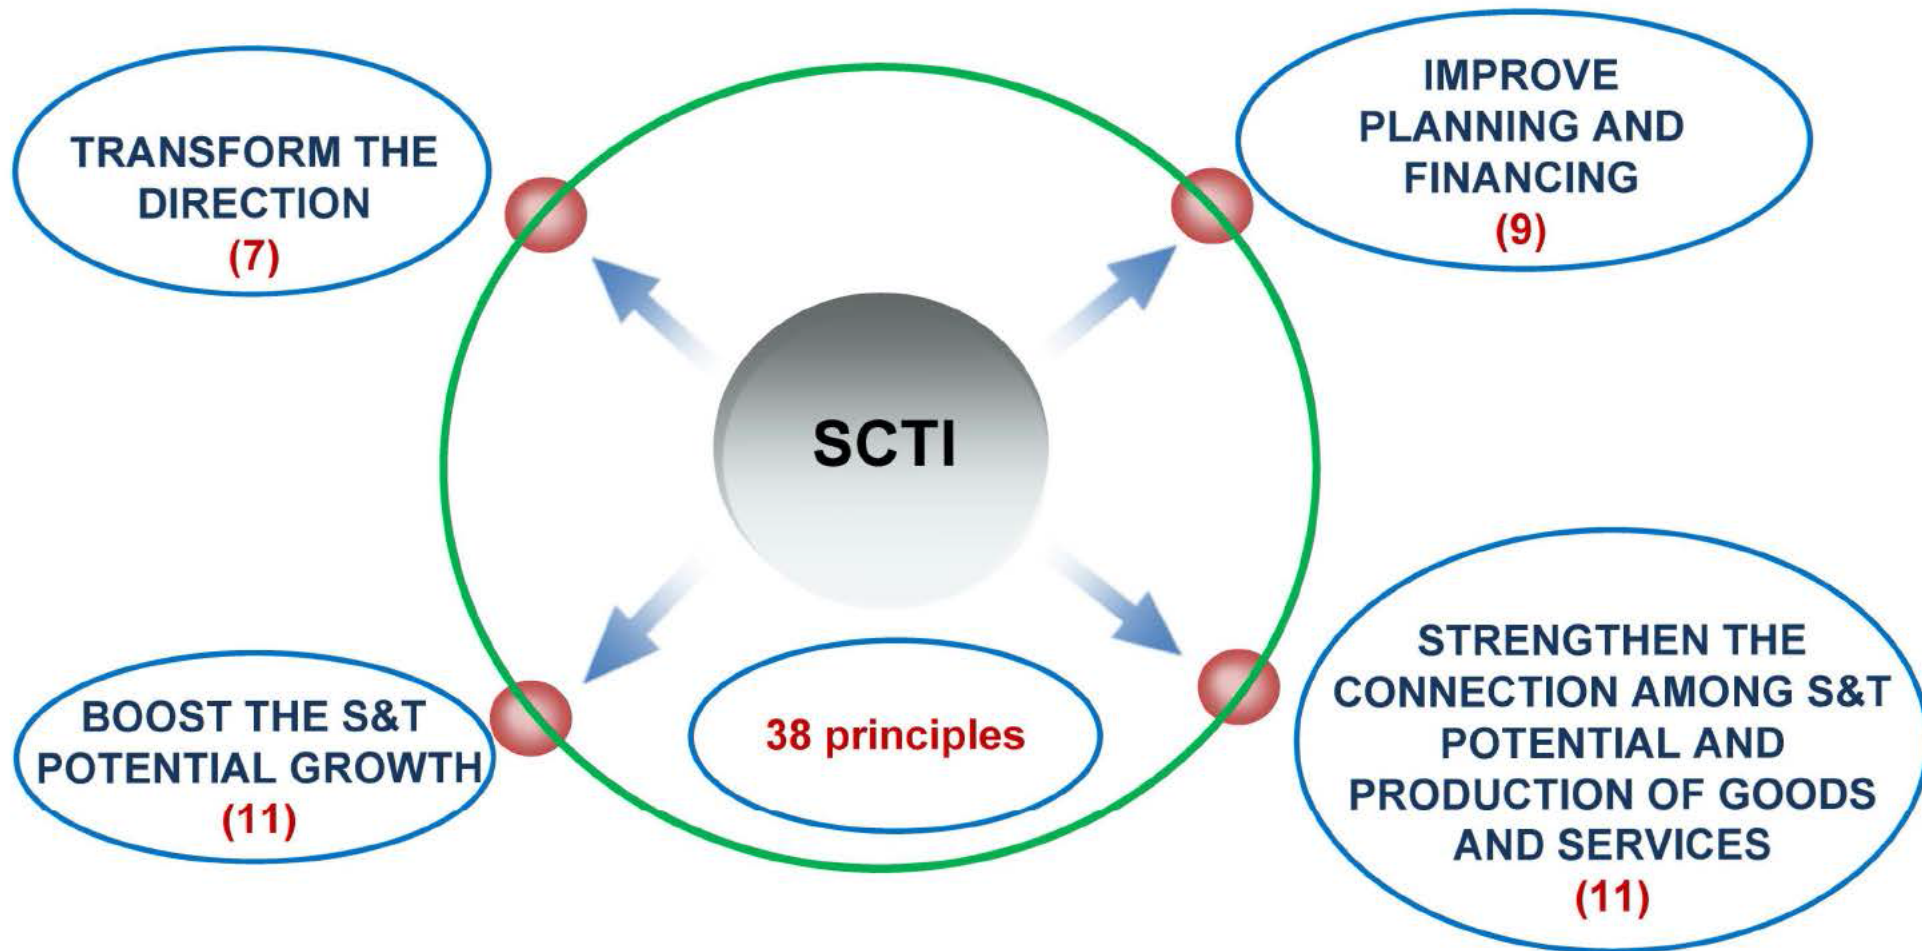 TRANSFORM THE
DIRECTION
(7)
IMPROVE
PLANNING AND
FINANCING
(9)
SCTI
BOOST THE S&T
POTENTIAL GROWTH
(11)
38 principles
STRENGTHEN THE
CONNECTION AMONG S&T
POTENTIAL AND
PRODUCTION OF GOODS
AND SERVICES
(11)